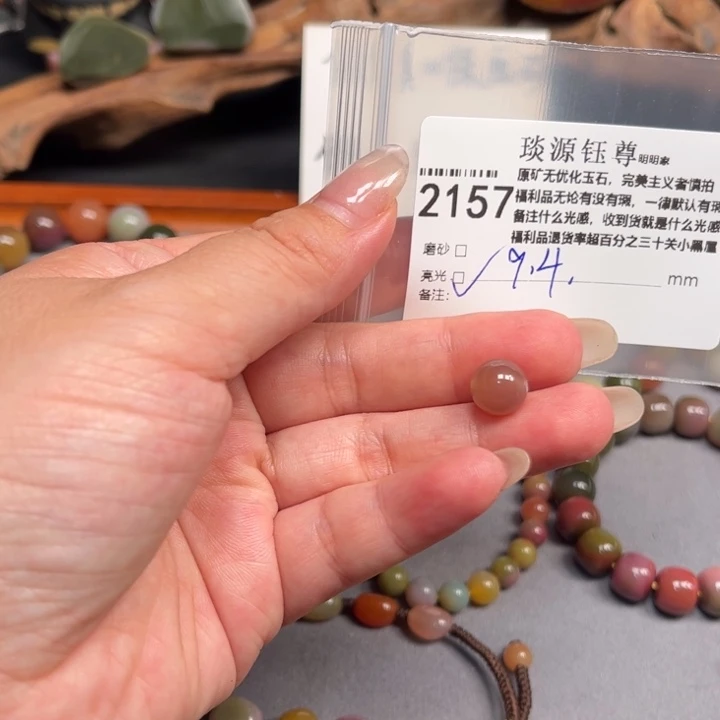 琰源钰尊明明家
原矿无优化玉石，完美主义者慎拍
2157
福利品无论有没有瑕，一律默认有瑕
备注什么光感，收到货就是什么光感
福利品退货率超百分之三十关小黑屋
磨砂 □
亮光 □ ✓ 9.4. mm
备注：